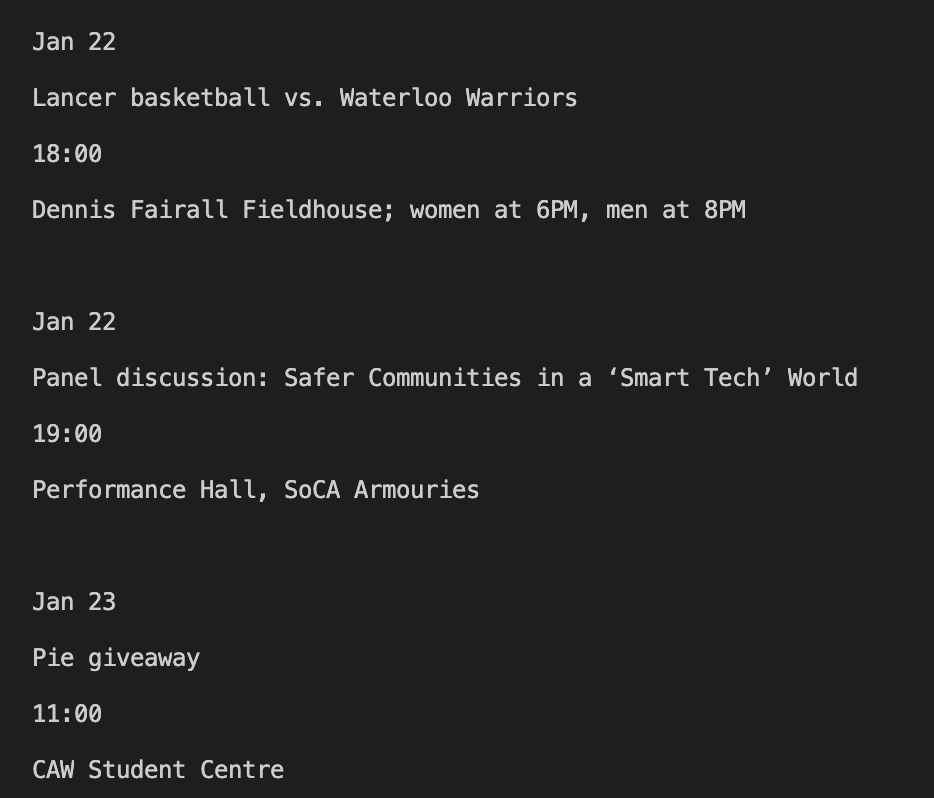 Jan 22
Lancer basketball vs. Waterloo Warriors
18:00
Dennis Fairall Fieldhouse; women at 6PM, men at 8PM
Jan 22
Panel discussion: Safer Communities in a ‘Smart Tech’ World
19:00
Performance Hall, SoCA Armouries
Jan 23
Pie giveaway
11:00
CAW Student Centre